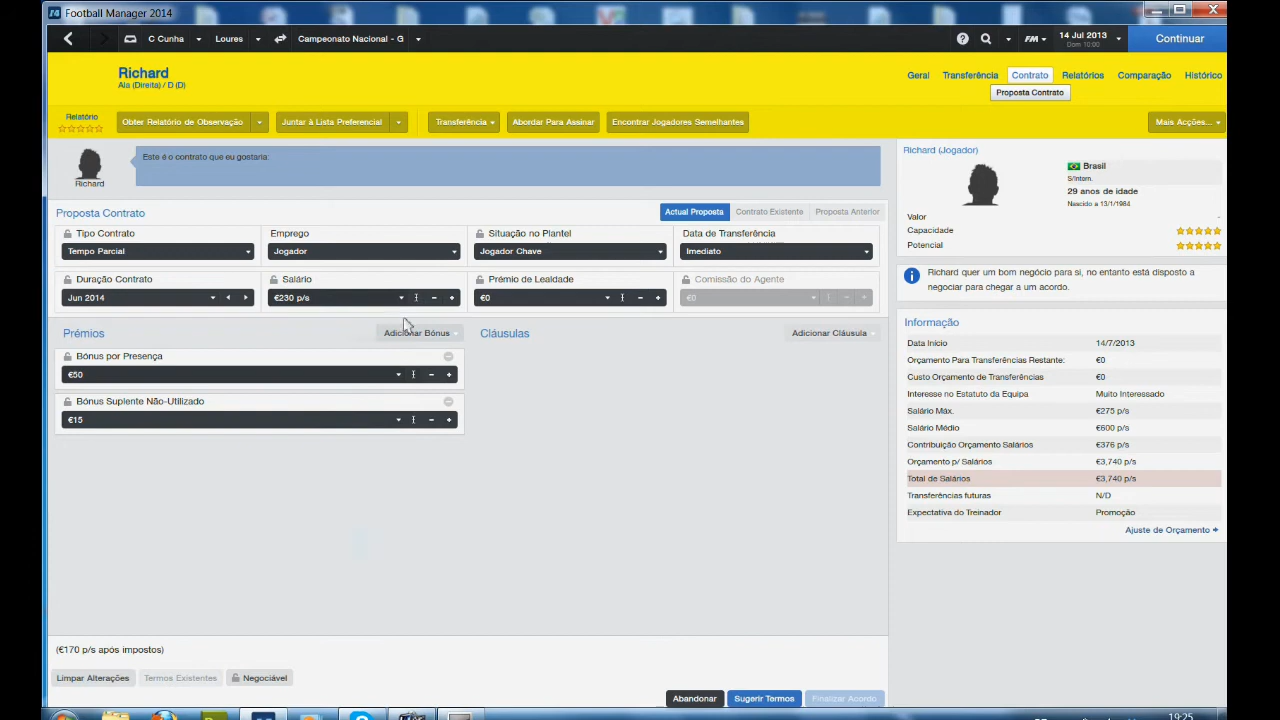 Football Manager 2014
C Cunha
Loures
Campeonato Nacional - G
FM
14 Jul 2013
Dom 10:00
Continuar
Richard
Ala (Direita) / D (D)
Geral
Transferência
Contrato
Relatórios
Comparação
Histórico
Proposta Contrato
Relatório
Obter Relatório de Observação
Juntar à Lista Preferencial
Transferência
Abordar Para Assinar
Encontrar Jogadores Semelhantes
Mais Acções...
Richard
Este é o contrato que eu gostaria:
Proposta Contrato
Actual Proposta
Contrato Existente
Proposta Anterior
Tipo Contrato
Emprego
Situação no Plantel
Data de Transferência
Tempo Parcial
Jogador
Jogador Chave
Imediato
Duração Contrato
Salário
Prémio de Lealdade
Comissão do Agente
Jun 2014
€230 p/s
€0
€0
Prémios
Adicionar Bónus
Cláusulas
Adicionar Cláusula
Bónus por Presença
€50
Bónus Suplente Não-Utilizado
€15
(€170 p/s após impostos)
Limpar Alterações
Termos Existentes
Negociável
Abandonar
Sugerir Termos
Finalizar Acordo
Richard (Jogador)
Brasil
S/Intern.
29 anos de idade
Nascido a 13/1/1984
Valor -
Capacidade
Potencial
Richard quer um bom negócio para si, no entanto está disposto a
negociar para chegar a um acordo.
Informação
Data Início 14/7/2013
Orçamento Para Transferências Restante: €0
Custo Orçamento de Transferências €0
Interesse no Estatuto da Equipa Muito Interessado
Salário Máx. €275 p/s
Salário Médio €600 p/s
Contribuição Orçamento Salários €376 p/s
Orçamento p/ Salários €3,740 p/s
Total de Salários €3,740 p/s
Transferências futuras N/D
Expectativa do Treinador Promoção
Ajuste de Orçamento
19:25